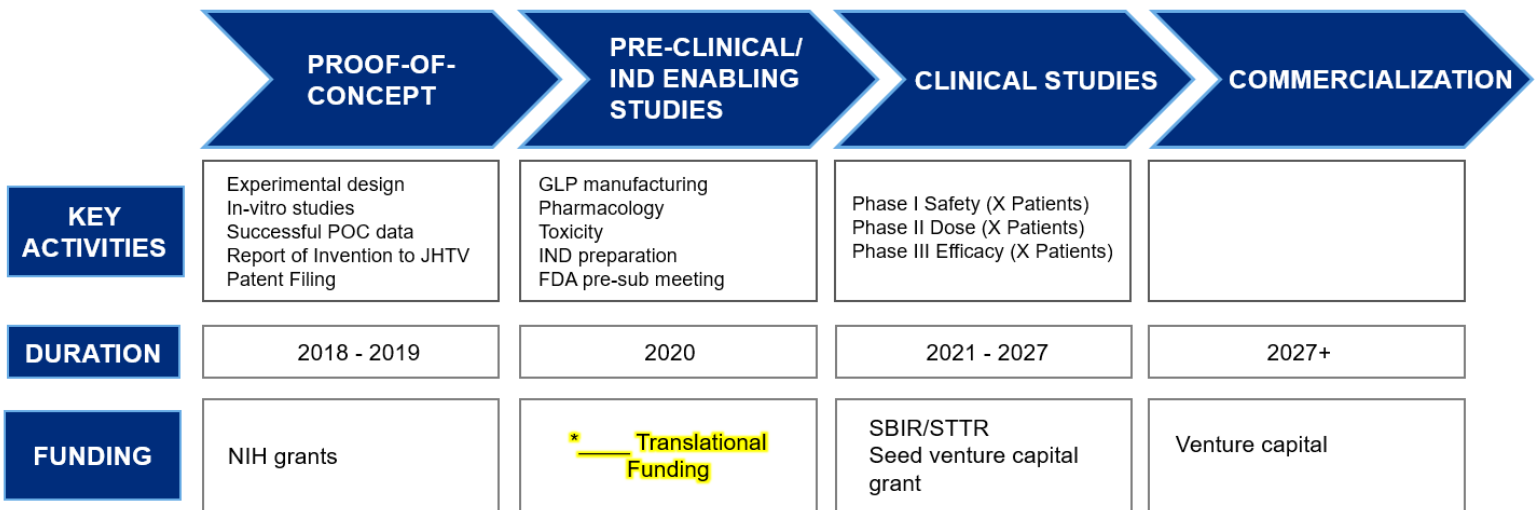 PROOF-OF-
CONCEPT
PRE-CLINICAL/
IND ENABLING
STUDIES
CLINICAL STUDIES
COMMERCIALIZATION
KEY
ACTIVITIES
Experimental design
In-vitro studies
Successful POC data
Report of Invention to JHTV
Patent Filing
GLP manufacturing
Pharmacology
Toxicity
IND preparation
FDA pre-sub meeting
Phase I Safety (X Patients)
Phase II Dose (X Patients)
Phase III Efficacy (X Patients)
DURATION
2018 - 2019
2020
2021 - 2027
2027+
FUNDING
NIH grants
*____ Translational
Funding
SBIR/STTR
Seed venture capital
grant
Venture capital